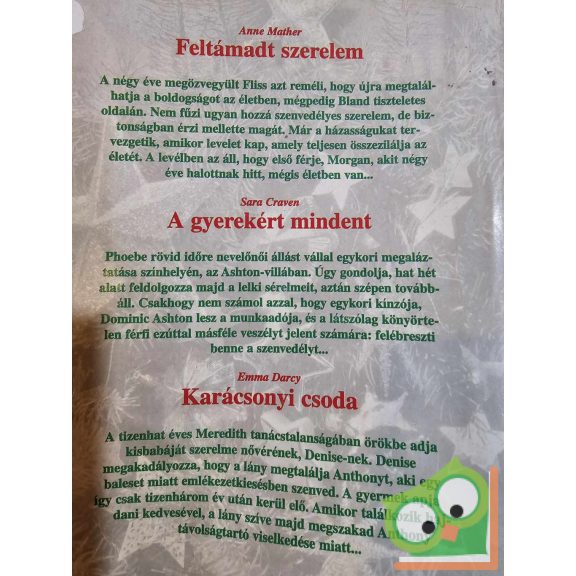 Anne Mather
Feltámadt szerelem
A négy éve megözvegyült Fliss azt reméli, hogy újra megtalál-
hatja a boldogságot az életben, mégpedig Bland tiszteletes
oldalán. Nem fűzi ugyan hozzá szenvedélyes szerelem, de biz-
tonságban érzi mellette magát. Már a házasságukat ter-
vezgetik, amikor levelet kap, amely teljesen összezilálja az
életét. A levélben az áll, hogy első férje, Morgan, akit négy
éve halottnak hitt, mégis életben van...
Sara Craven
A gyerekért mindent
Phoebe rövid időre nevelőnői állást vállal egykori megaláz-
tatása színhelyén, az Ashton-villában. Úgy gondolja, hat hét
alatt feldolgozza majd a lelki sérelmeit, aztán szépen tovább-
áll. Csakhogy nem számol azzal, hogy egykori kínzója,
Dominic Ashton lesz a munkaadója, és a látszólag könyörte-
len férfi ezúttal másféle veszélyt jelent számára: felébreszti
benne a szenvedélyt...
Emma Darcy
Karácsonyi csoda
A tizenhat éves Meredith tanácstalanságában örökbe adja
kisbabáját szerelme nővérének, Denise-nek. Denise
megakadályozza, hogy a lány megtalálja Anthonyt, aki egy
baleset miatt emlékezetkiesésben szenved. A gyermek apja
így csak tizenhárom év után kerül elő. Amikor találkozik haj-
dani kedvesével, a lány szíve majd megszakad Anthony
távolságtartó viselkedése miatt...